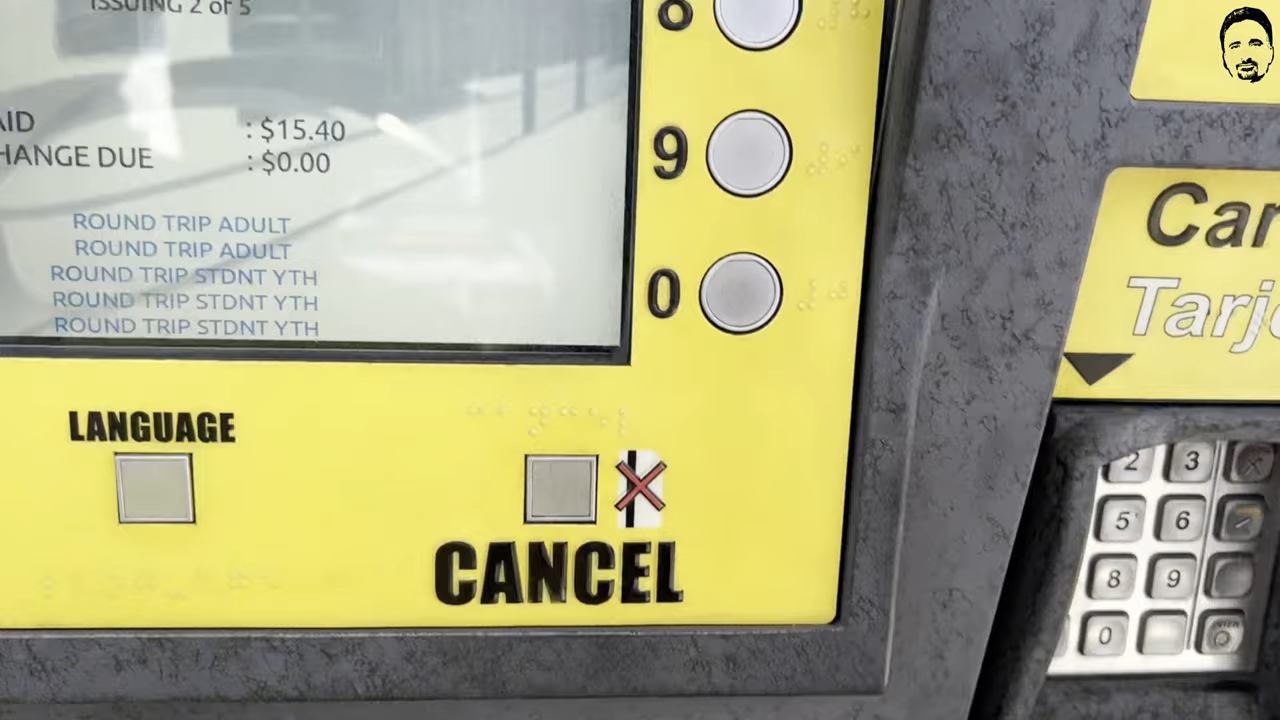 ISSUING 2 of 5
AID : $15.40
HANGE DUE : $0.00
ROUND TRIP ADULT
ROUND TRIP ADULT
ROUND TRIP STDNT YTH
ROUND TRIP STDNT YTH
ROUND TRIP STDNT YTH
8
9
0
LANGUAGE
CANCEL
Car
Tarje
2 3
5 6
8 9
0